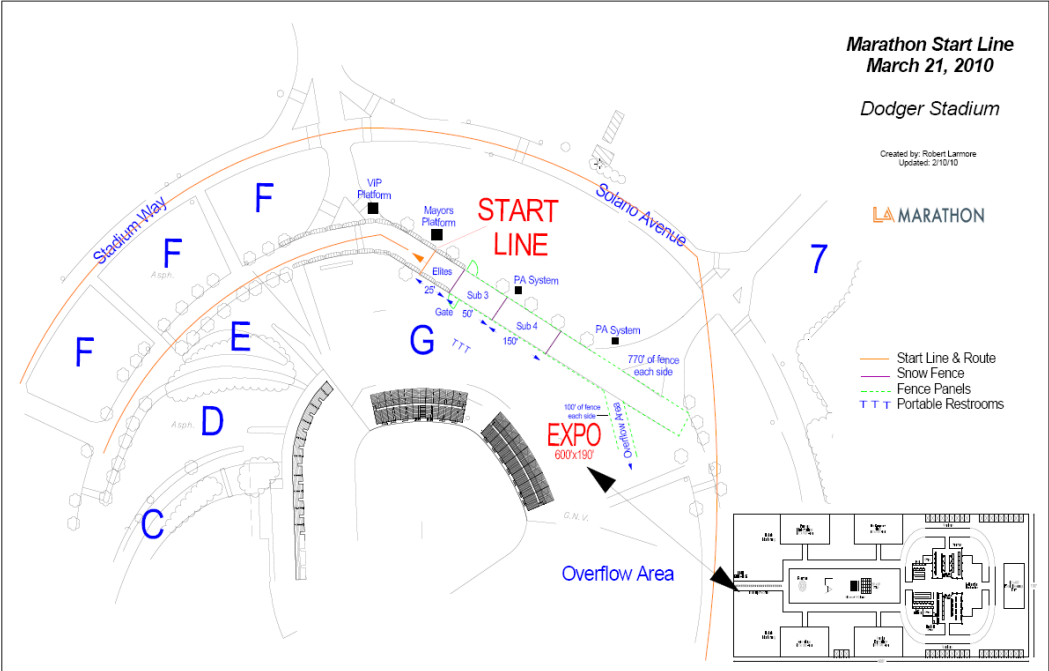 Marathon Start Line
March 21, 2010
Dodger Stadium
Created by: Robert Larmore
Updated: 2/10/10
LA MARATHON
Stadium Way
Solano Avenue
F
F
F
E
D
C
G
7
Asph.
Asph.
VIP
Platform
Mayors
Platform
START
LINE
Elites
25'
Gate
Sub 3
50'
Sub 4
150'
PA System
PA System
T T T
770' of fence
each side
100' of fence
each side
Overflow Area
EXPO
600'x190'
G.N.V.
Overflow Area
Start Line & Route
Snow Fence
Fence Panels
T T T Portable Restrooms